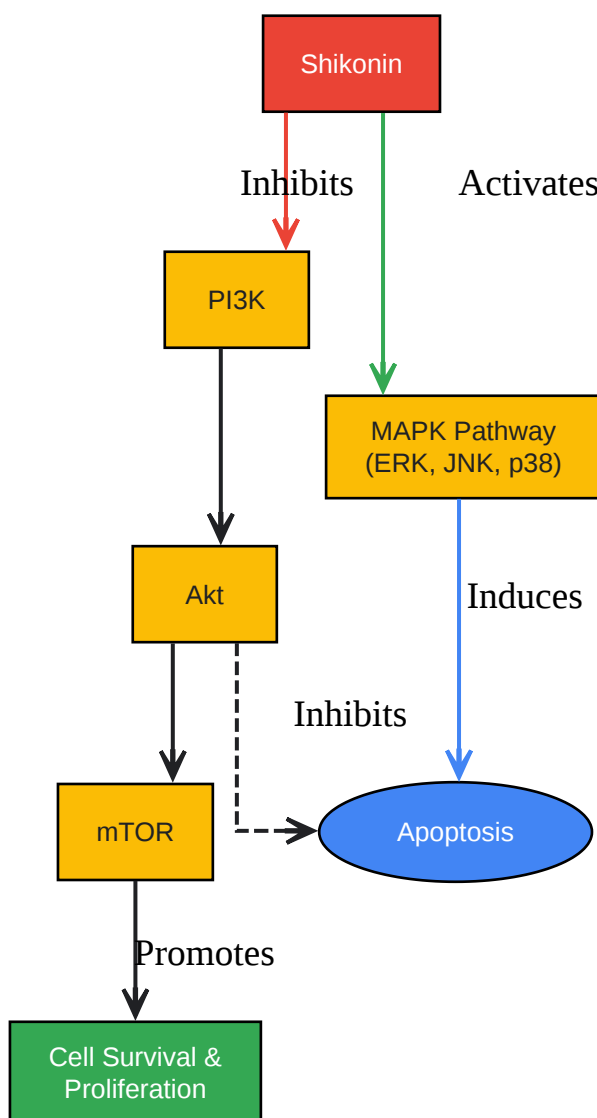 Shikonin
Inhibits
Activates
PI3K
MAPK Pathway
(ERK, JNK, p38)
Akt
Induces
Inhibits
mTOR
Apoptosis
Promotes
Cell Survival &
Proliferation